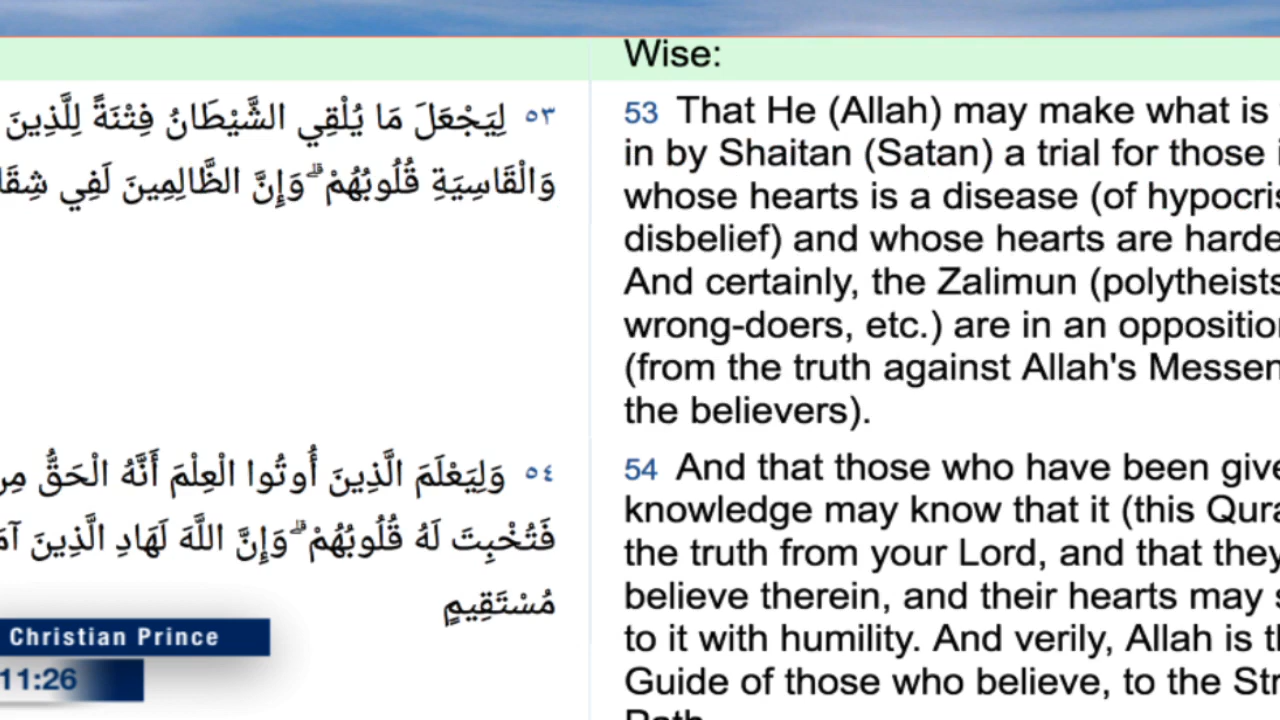 Wise:
٥٣ لِيَجْعَلَ مَا يُلْقِي الشَّيْطَانُ فِتْنَةً لِلَّذِينَ
وَالْقَاسِيَةِ قُلُوبُهُمْ ۗ وَإِنَّ الظَّالِمِينَ لَفِي شِقَا
53 That He (Allah) may make what is
in by Shaitan (Satan) a trial for those i
whose hearts is a disease (of hypocris
disbelief) and whose hearts are harde
And certainly, the Zalimun (polytheists
wrong-doers, etc.) are in an opposition
(from the truth against Allah's Messen
the believers).
٥٤ وَلِيَعْلَمَ الَّذِينَ أُوتُوا الْعِلْمَ أَنَّهُ الْحَقُّ مِن
فَتُخْبِتَ لَهُ قُلُوبُهُمْ ۗ وَإِنَّ اللَّهَ لَهَادِ الَّذِينَ آمَ
مُسْتَقِيمٍ
54 And that those who have been give
knowledge may know that it (this Qura
the truth from your Lord, and that they
believe therein, and their hearts may s
to it with humility. And verily, Allah is th
Guide of those who believe, to the Str
Path
Christian Prince
11:26